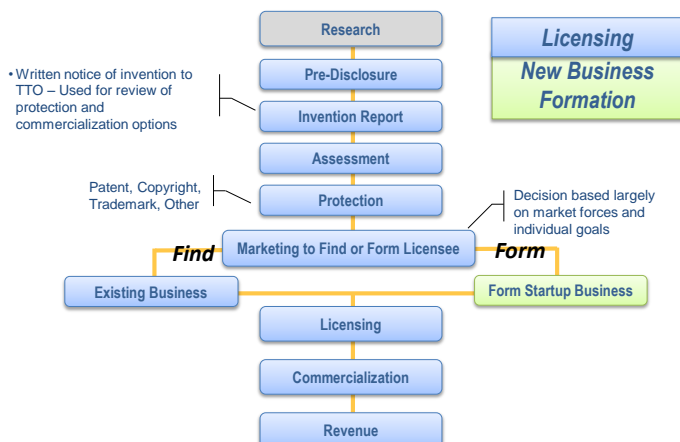 Research
Licensing
New Business
Formation
Pre-Disclosure
• Written notice of invention to
TTO – Used for review of
protection and
commercialization options
Invention Report
Assessment
Patent, Copyright,
Trademark, Other
Protection
Decision based largely
on market forces and
individual goals
Find
Marketing to Find or Form Licensee
Form
Existing Business
Form Startup Business
Licensing
Commercialization
Revenue